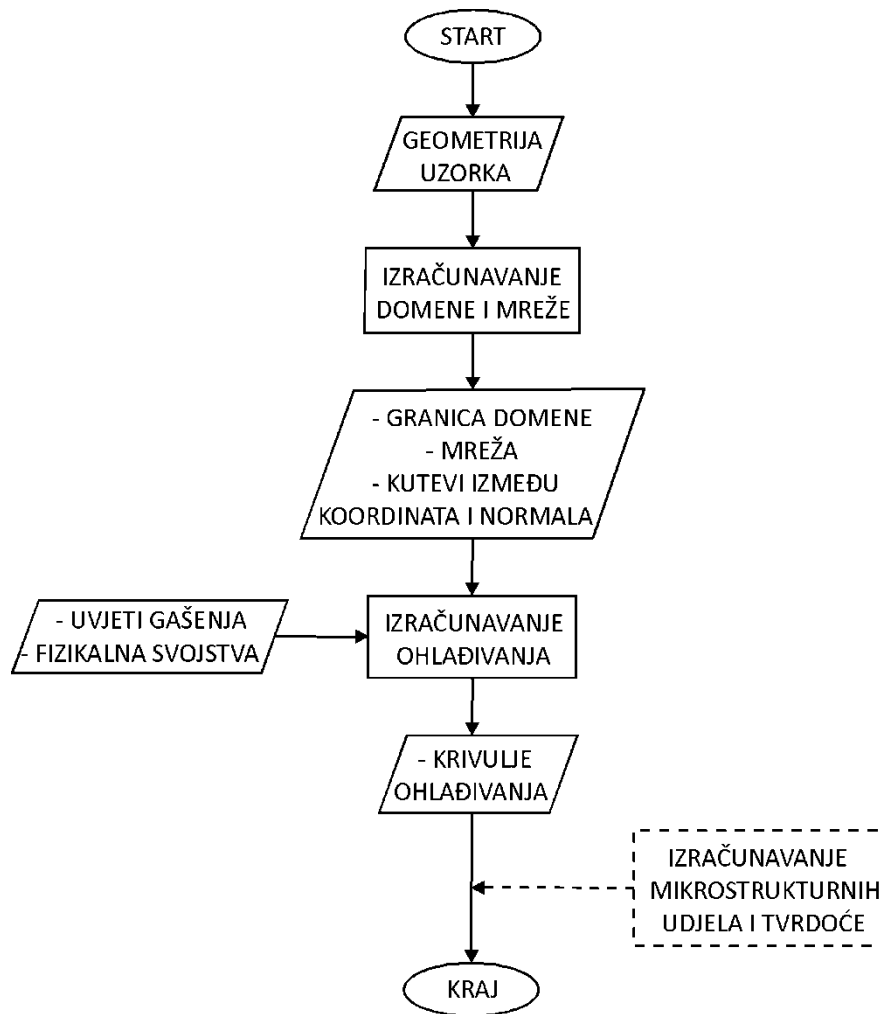 START
GEOMETRIJA
UZORKA
IZRAČUNAVANJE
DOMENE I MREŽE
- GRANICA DOMENE
- MREŽA
- KUTEVI IZMEĐU
KOORDINATA I NORMALA
- UVJETI GAŠENJA
- FIZIKALNA SVOJSTVA
IZRAČUNAVANJE
OHLAĐIVANJA
- KRIVULJE
OHLAĐIVANJA
IZRAČUNAVANJE
MIKROSTRUKTURNIH
UDJELA I TVRDOĆE
KRAJ